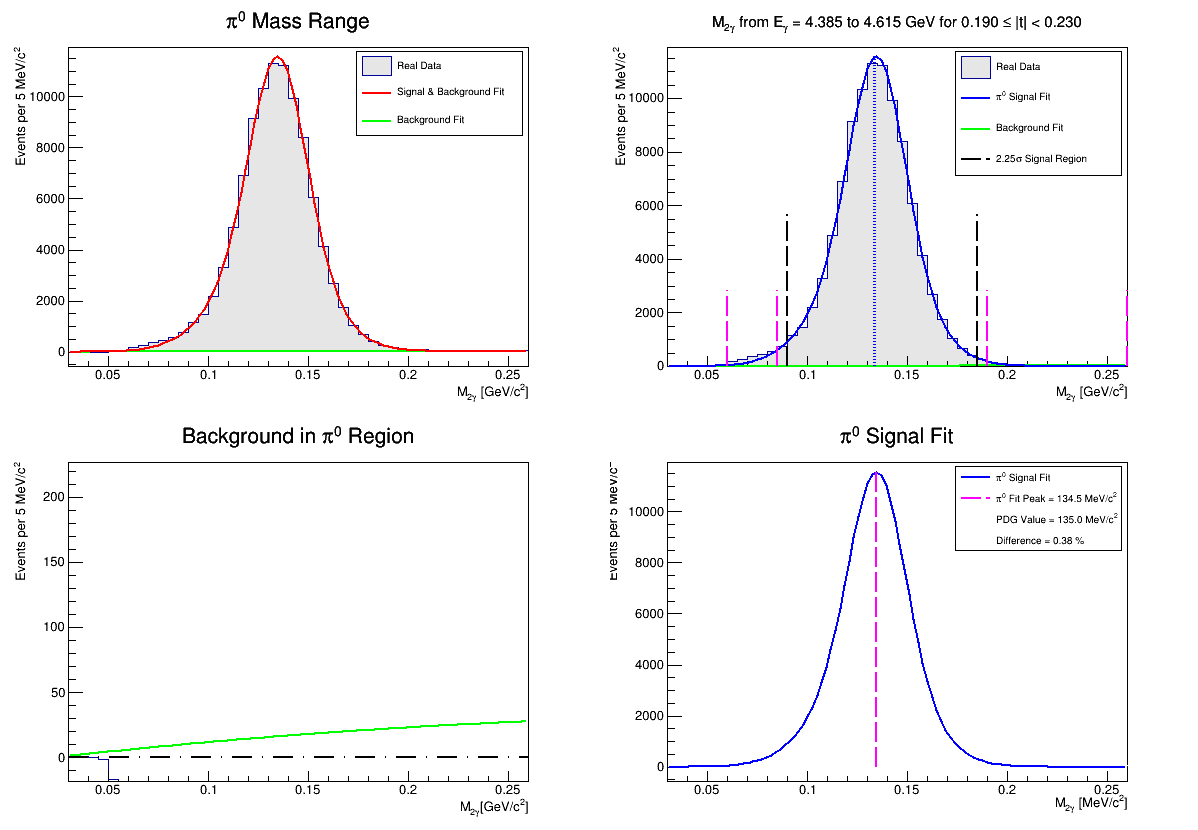 π⁰ Mass Range
Events per 5 MeV/c²
10000
8000
6000
4000
2000
0
Real Data
Signal & Background Fit
Background Fit
0.05 0.1 0.15 0.2 0.25
M₂γ [GeV/c²]
M₂γ from Eγ = 4.385 to 4.615 GeV for 0.190 ≤ |t| < 0.230
Events per 5 MeV/c²
10000
8000
6000
4000
2000
0
Real Data
π⁰ Signal Fit
Background Fit
2.25σ Signal Region
0.05 0.1 0.15 0.2 0.25
M₂γ [GeV/c²]
Background in π⁰ Region
Events per 5 MeV/c²
200
150
100
50
0
0.05 0.1 0.15 0.2 0.25
M₂γ[GeV/c²]
π⁰ Signal Fit
Events per 5 MeV/c
10000
8000
6000
4000
2000
0
π⁰ Signal Fit
π⁰ Fit Peak = 134.5 MeV/c²
PDG Value = 135.0 MeV/c²
Difference = 0.38 %
0.05 0.1 0.15 0.2 0.25
M₂γ [MeV/c²]